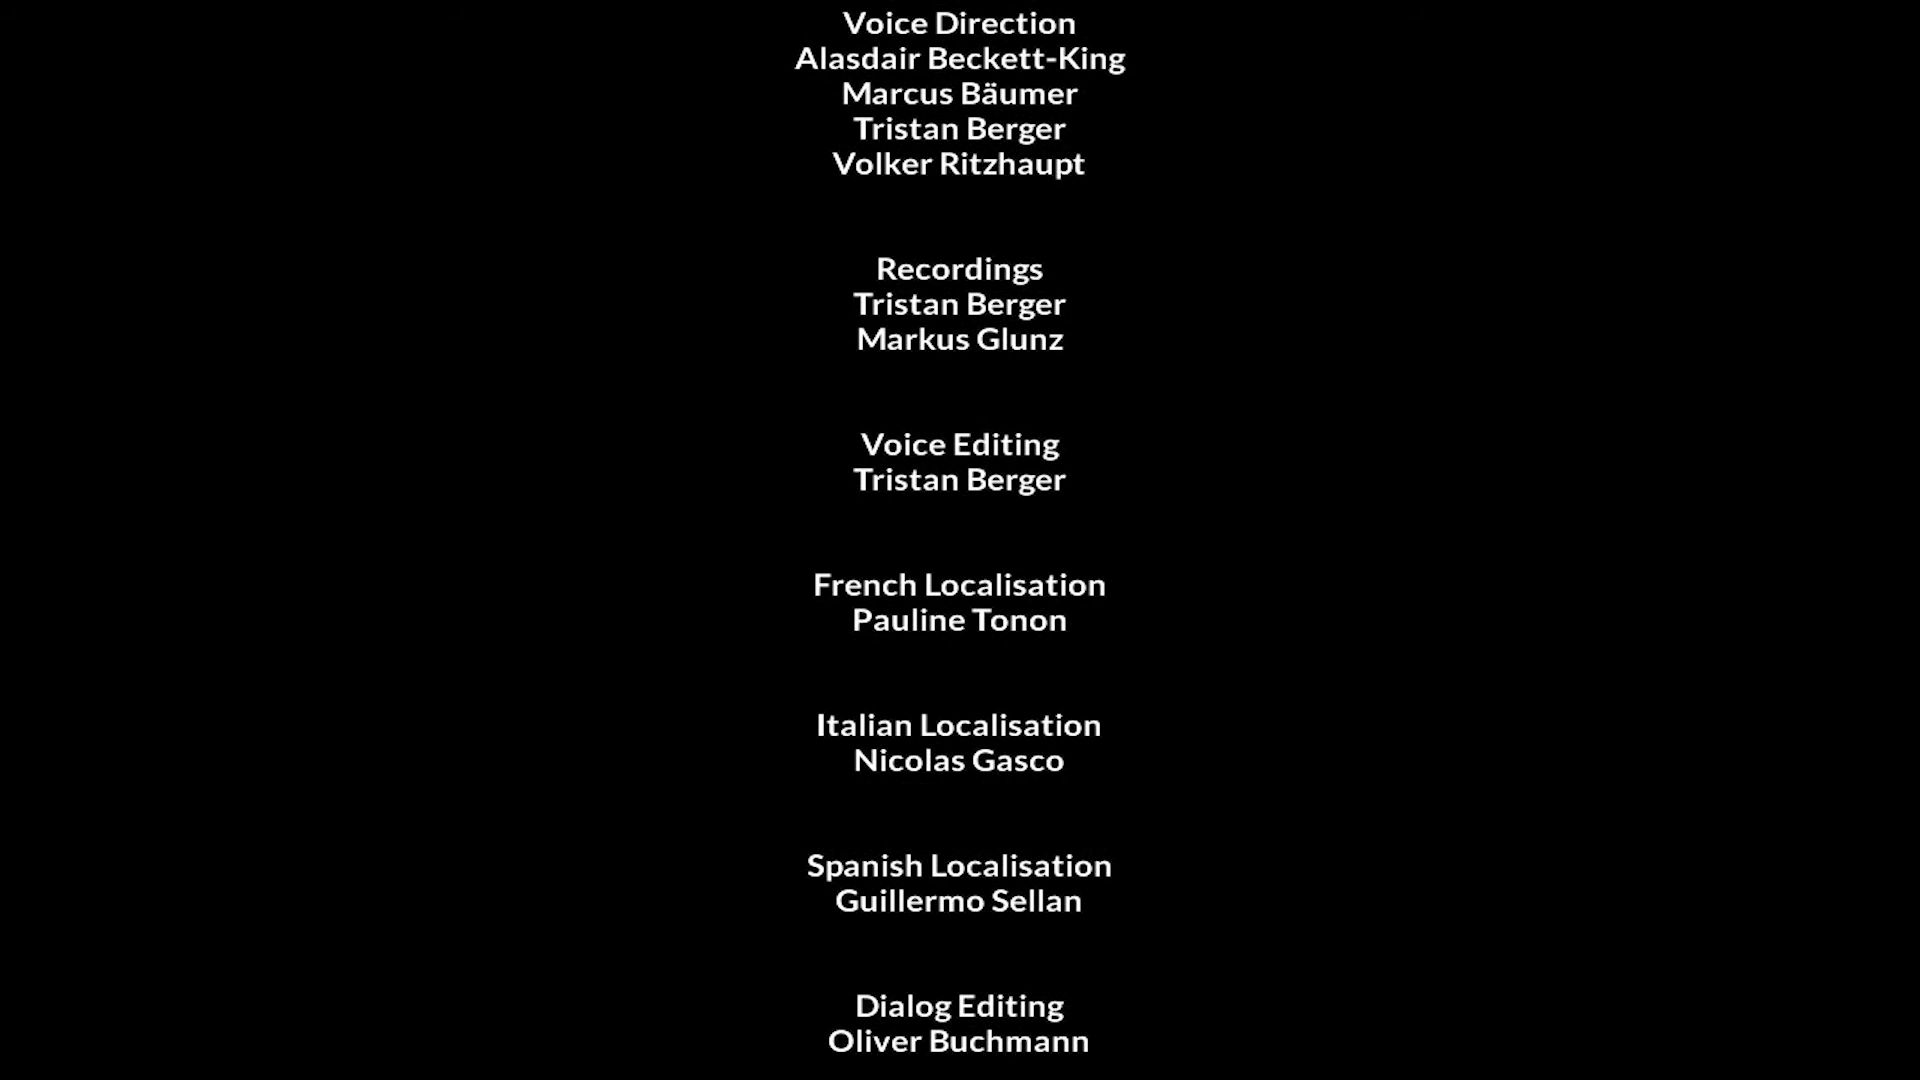 Voice Direction
Alasdair Beckett-King
Marcus Bäumer
Tristan Berger
Volker Ritzhaupt
Recordings
Tristan Berger
Markus Glunz
Voice Editing
Tristan Berger
French Localisation
Pauline Tonon
Italian Localisation
Nicolas Gasco
Spanish Localisation
Guillermo Sellan
Dialog Editing
Oliver Buchmann